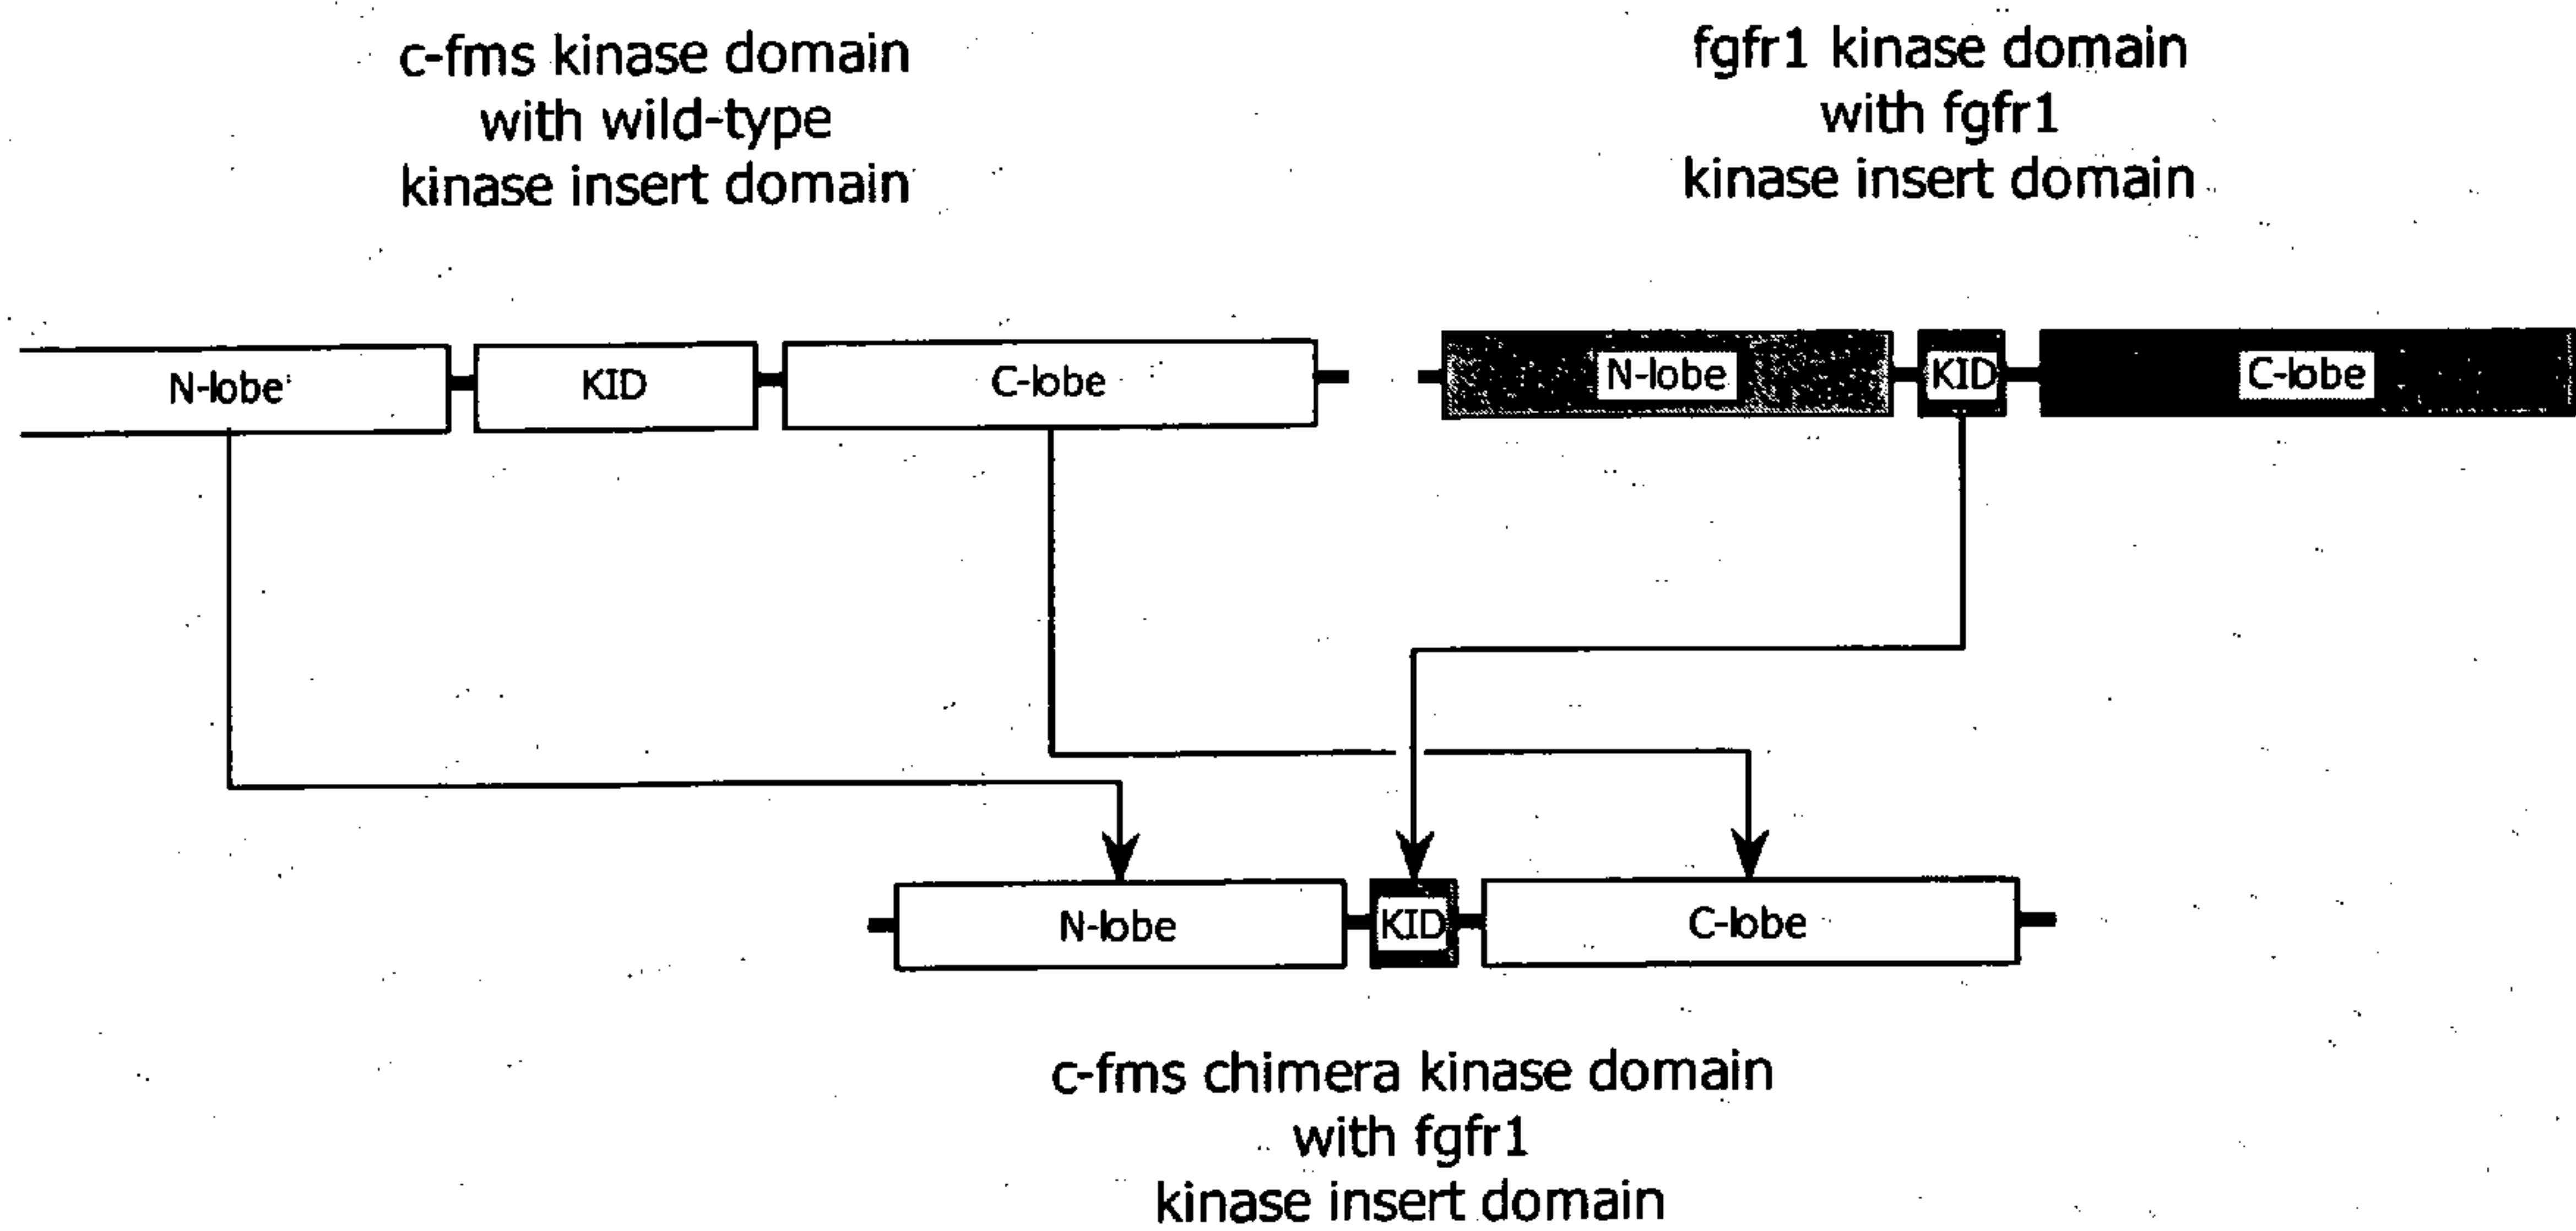 c-fms kinase domain
with wild-type
kinase insert domain
fgfr1 kinase domain
with fgfr1
kinase insert domain
N-lobe
KID
C-lobe
N-lobe
KID
C-lobe
N-lobe
KID
C-lobe
c-fms chimera kinase domain
with fgfr1
kinase insert domain